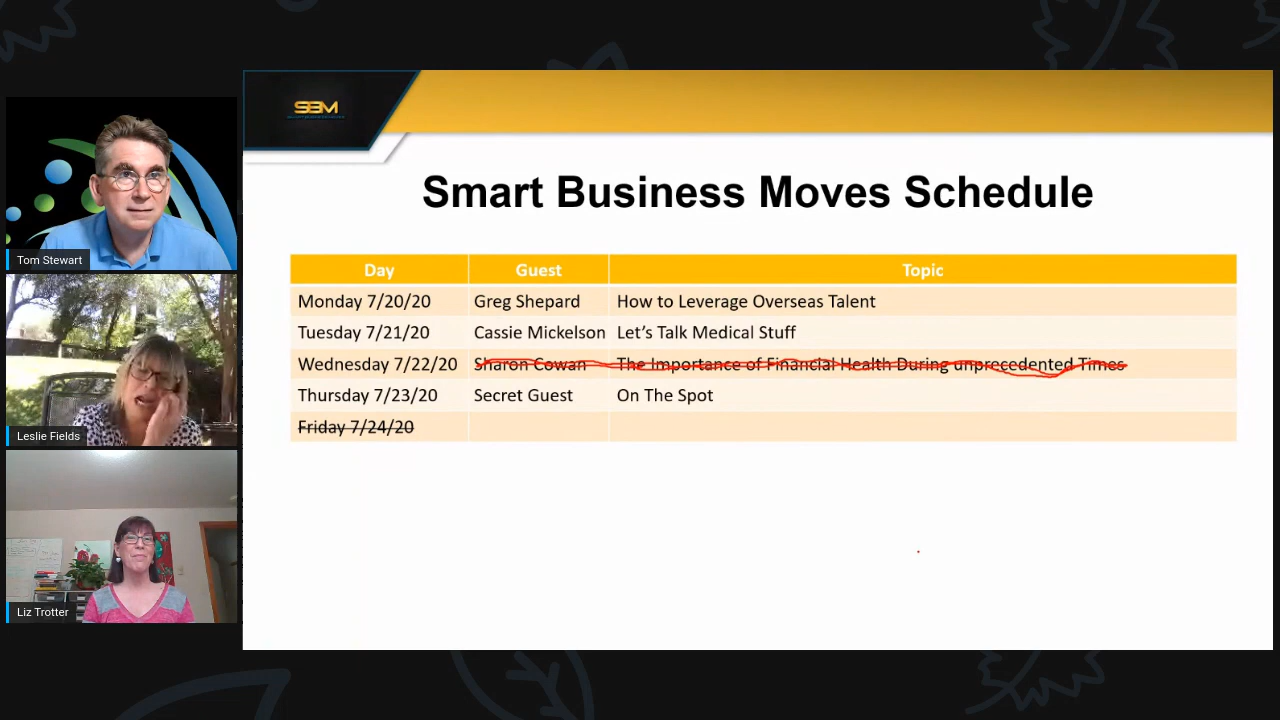 SBM
Smart Business Moves Schedule
Day Guest Topic
Monday 7/20/20 Greg Shepard How to Leverage Overseas Talent
Tuesday 7/21/20 Cassie Mickelson Let's Talk Medical Stuff
Wednesday 7/22/20 Sharon Cowan The Importance of Financial Health During unprecedented Times
Thursday 7/23/20 Secret Guest On The Spot
Friday 7/24/20
Tom Stewart
Leslie Fields
Liz Trotter